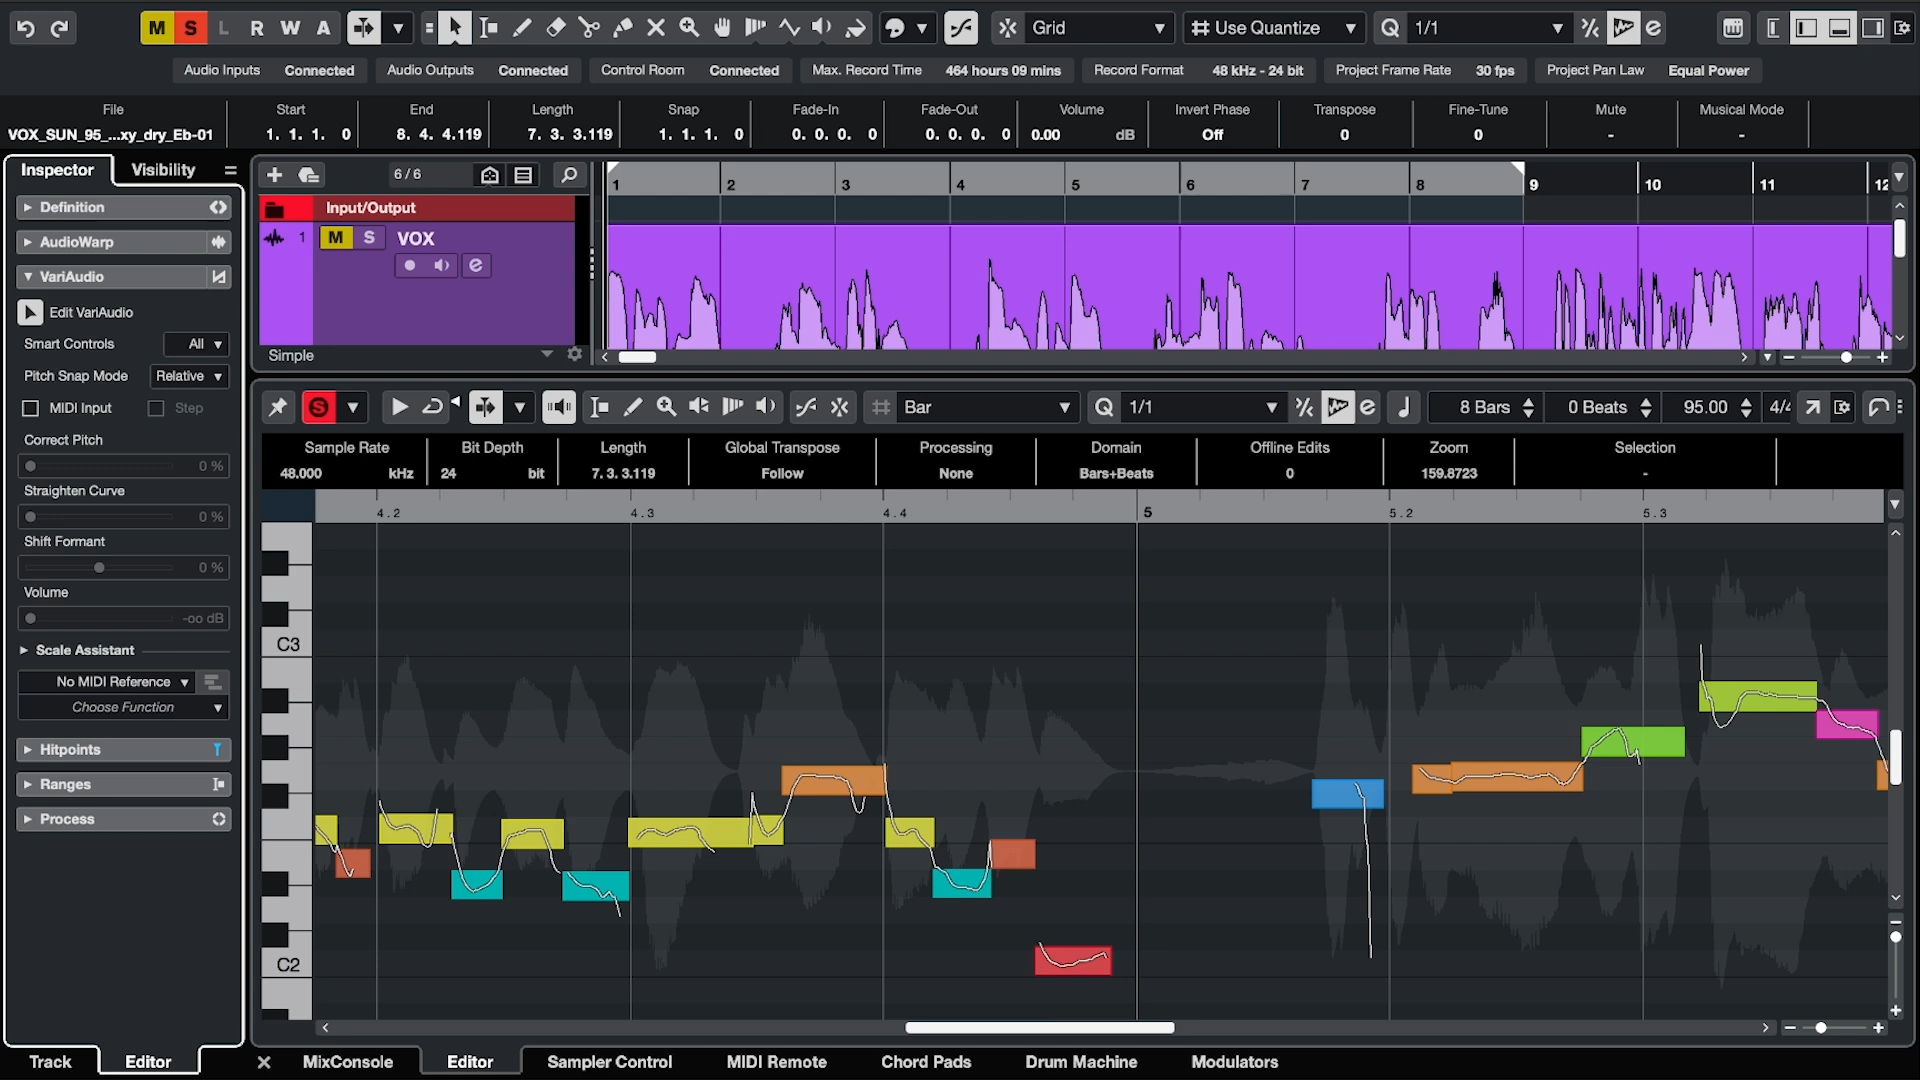 M S L R W A Grid Use Quantize Q 1/1 e
Audio Inputs Connected Audio Outputs Connected Control Room Connected Max. Record Time 464 hours 09 mins Record Format 48 kHz - 24 bit Project Frame Rate 30 fps Project Pan Law Equal Power
File Start End Length Snap Fade-In Fade-Out Volume Invert Phase Transpose Fine-Tune Mute Musical Mode
VOX_SUN_95_...xy_dry_Eb-01 1. 1. 1. 0 8. 4. 4.119 7. 3. 3.119 1. 1. 1. 0 0. 0. 0. 0 0. 0. 0. 0 0.00 dB Off 0 0 - -
Inspector Visibility
Definition
AudioWarp
VariAudio
Edit VariAudio
Smart Controls All
Pitch Snap Mode Relative
MIDI Input Step
Correct Pitch
0 %
Straighten Curve
0 %
Shift Formant
0 %
Volume
-oo dB
Scale Assistant
No MIDI Reference
Choose Function
Hitpoints
Ranges
Process
6/6
1 2 3 4 5 6 7 8 9 10 11 12
Input/Output
1 M S VOX
e
Simple
S Bar Q 1/1 e 8 Bars 0 Beats 95.00 4/4
Sample Rate Bit Depth Length Global Transpose Processing Domain Offline Edits Zoom Selection
48.000 kHz 24 bit 7. 3. 3.119 Follow None Bars+Beats 0 159.8723 -
4.2 4.3 4.4 5 5.2 5.3
C3
C2
Track Editor MixConsole Editor Sampler Control MIDI Remote Chord Pads Drum Machine Modulators